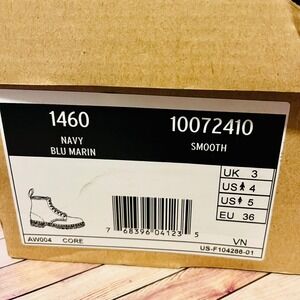 1460 10072410
NAVY SMOOTH
BLU MARIN
UK 3
US 4
US 5
EU 36
7 68396 04123 5
AW004 CORE VN
US-F104286-01